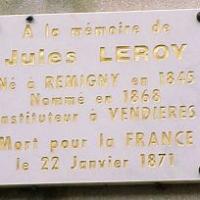 A la mémoire de
Jules LEROY
Né à REMIGNY en 1845
Nommé en 1868
Instituteur à VENDIERES
Mort pour la FRANCE
le 22 Janvier 1871